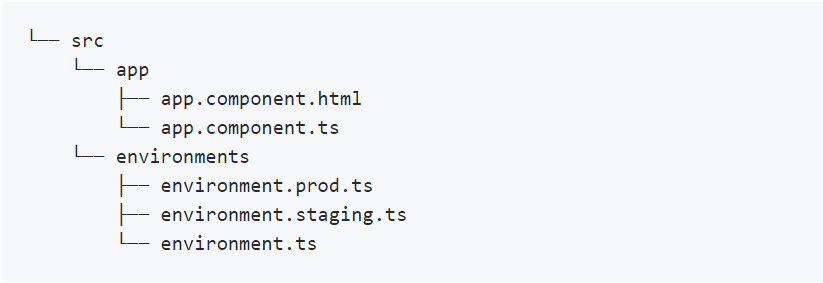 └── src
    └── app
        ├── app.component.html
        └── app.component.ts
    └── environments
        ├── environment.prod.ts
        ├── environment.staging.ts
        └── environment.ts